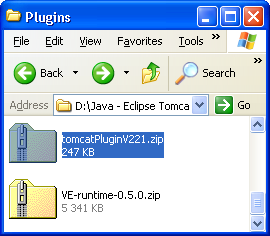 Plugins
File Edit View Favorites Tools »
Back Search
Address D:\Java - Eclipse Tomca Go
tomcatPluginV221.zip
247 KB
VE-runtime-0.5.0.zip
5 341 KB